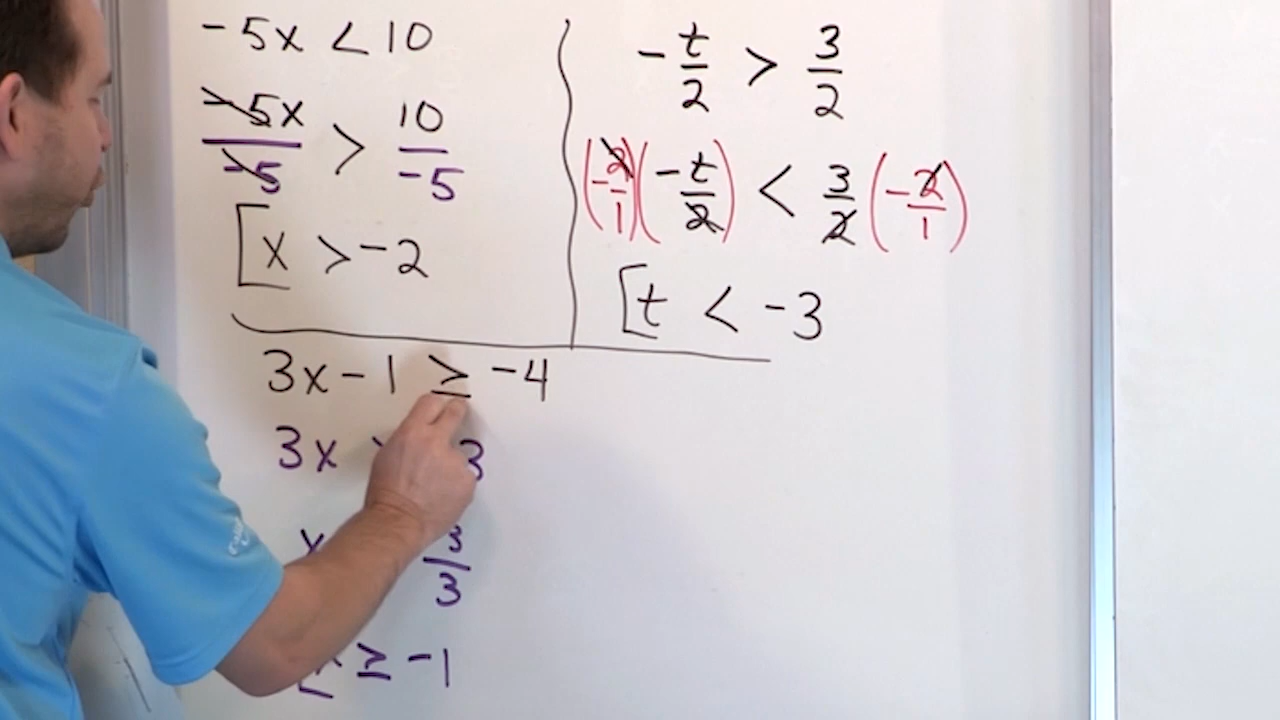 -5x < 10
-5x/-5 > 10/-5
[x > -2
-t/2 > 3/2
(-2/1)(-t/2) < 3/2(-2/1)
[t < -3
3x - 1 ≥ -4
3x 3
x 3/3
[x ≥ -1